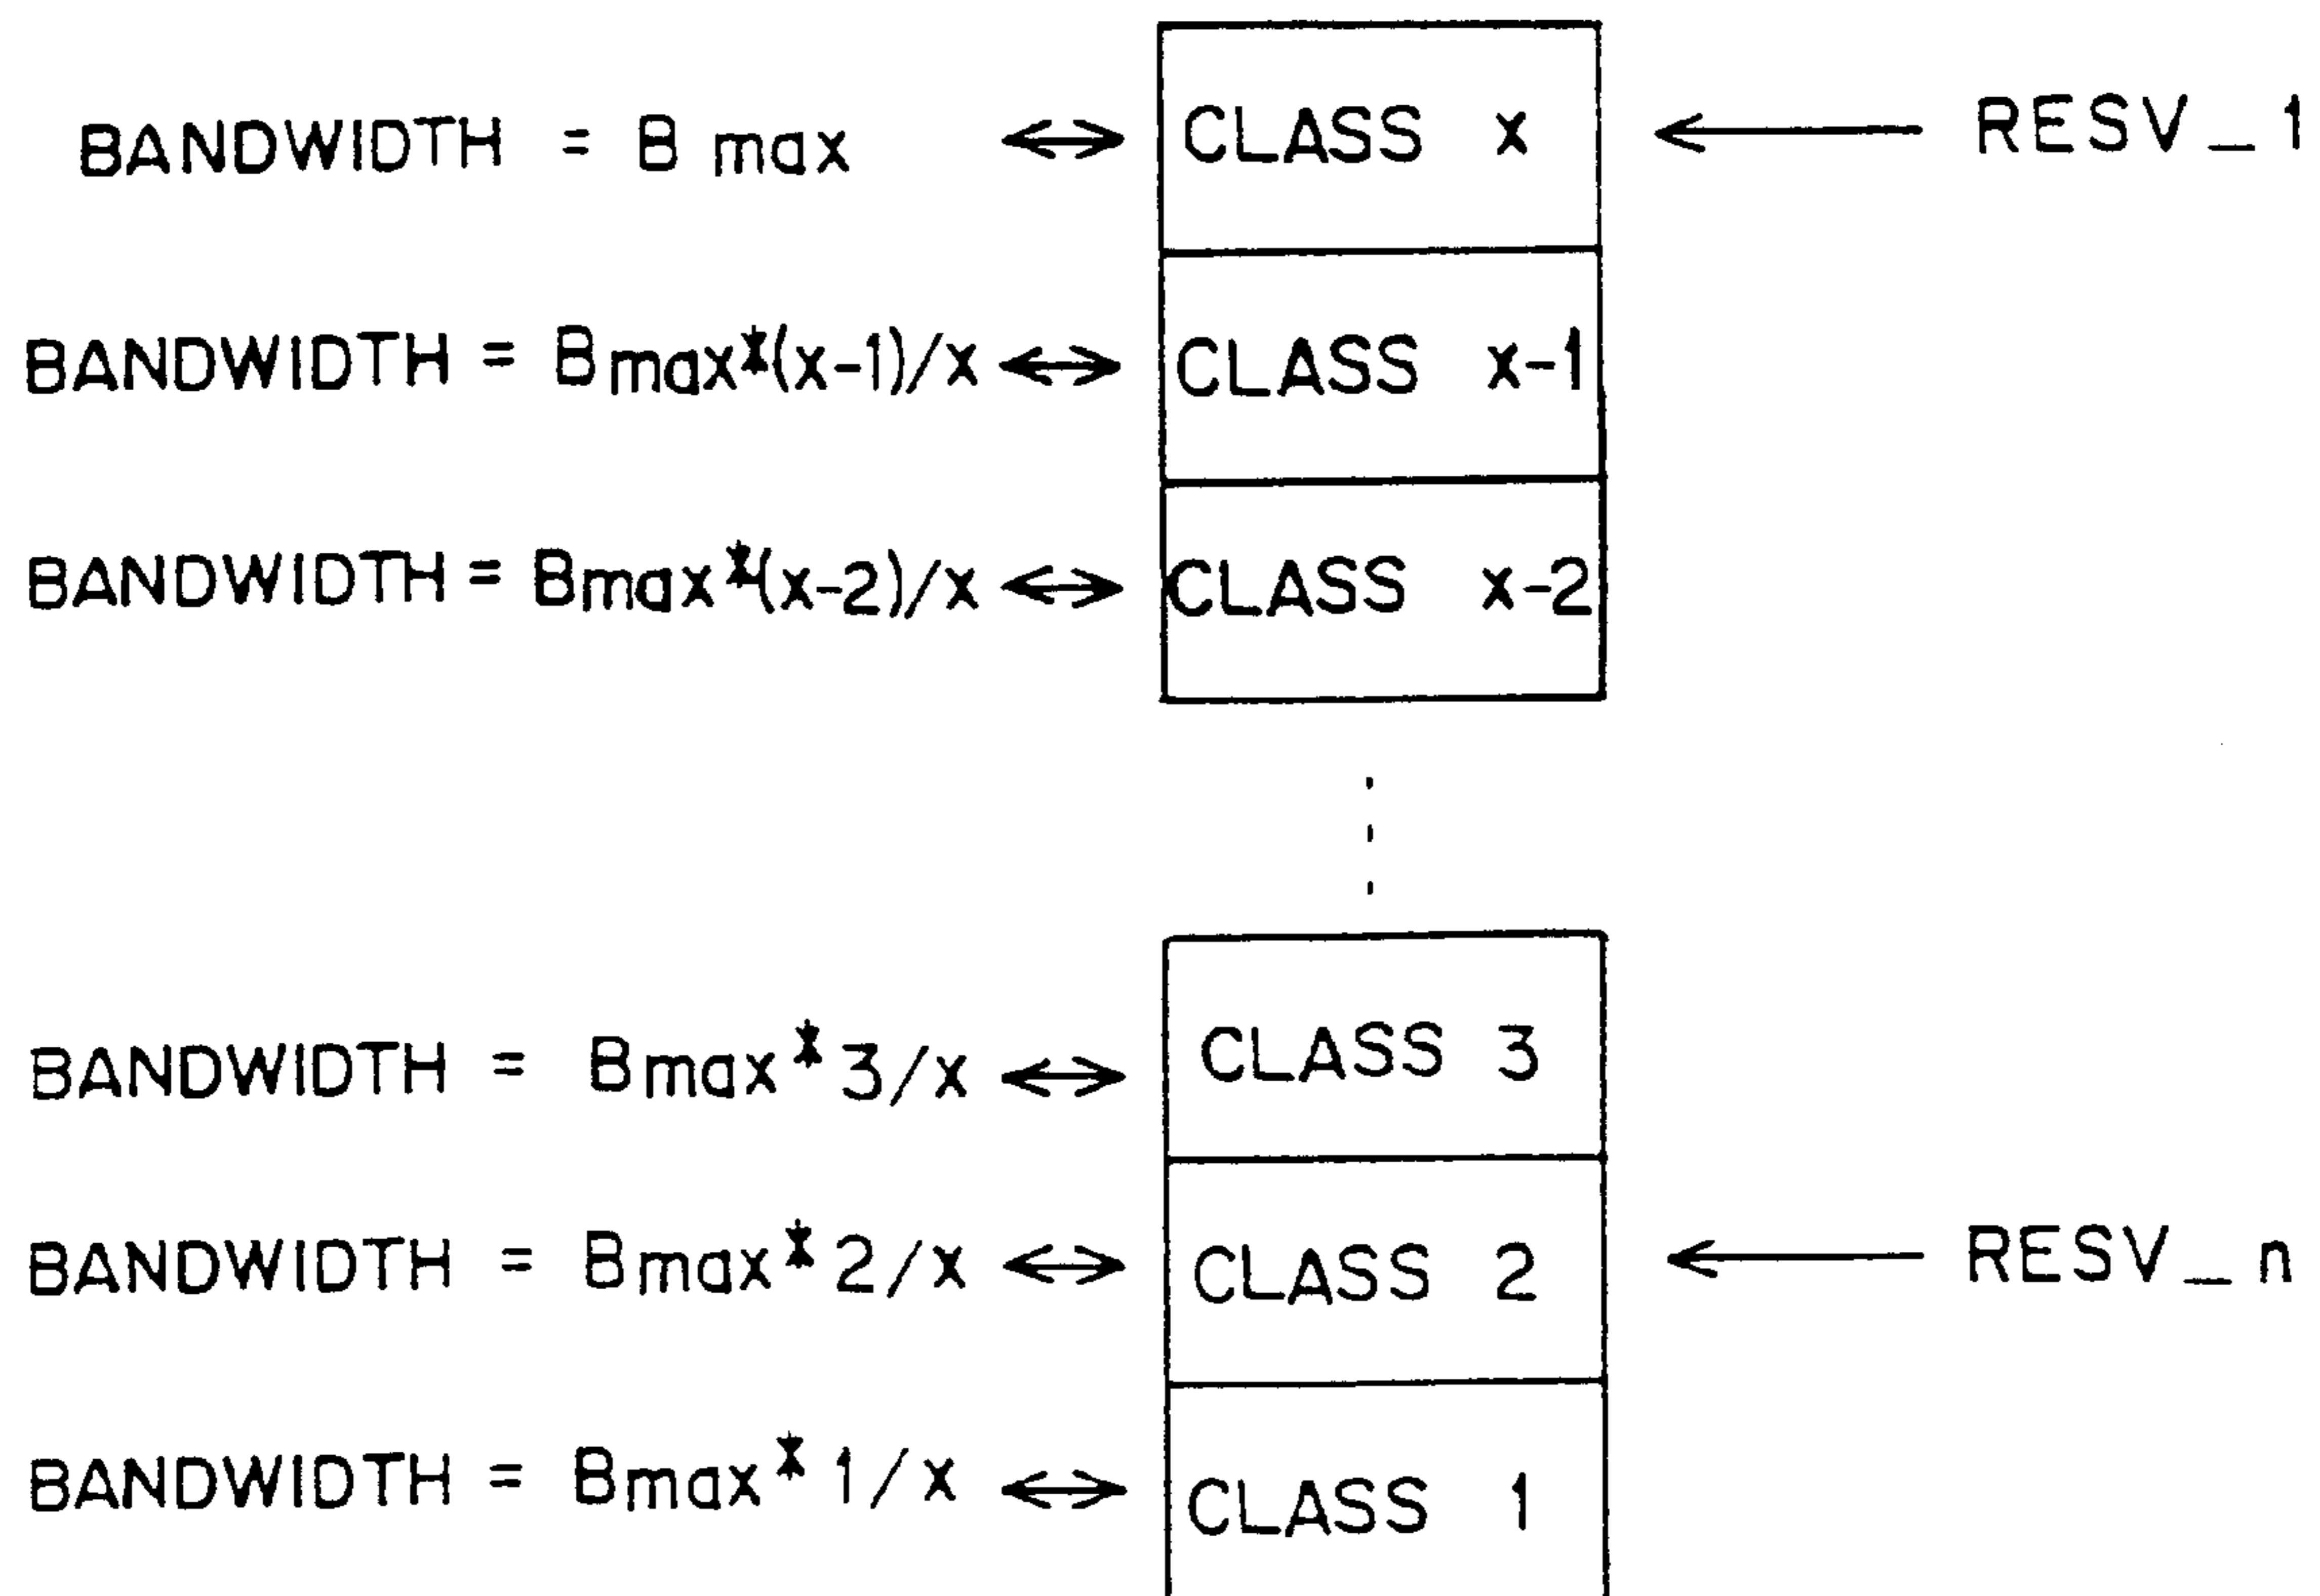 BANDWIDTH = B max ⇔ CLASS x ← RESV_1
BANDWIDTH = Bmax*(x-1)/x ⇔ CLASS x-1
BANDWIDTH = Bmax*(x-2)/x ⇔ CLASS x-2
BANDWIDTH = Bmax*3/x ⇔ CLASS 3
BANDWIDTH = Bmax*2/x ⇔ CLASS 2 ← RESV_n
BANDWIDTH = Bmax*1/x ⇔ CLASS 1